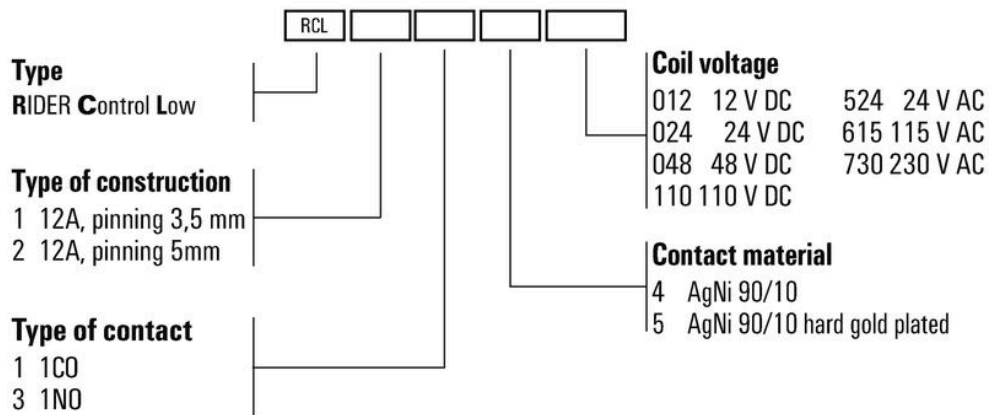 RCL
Type
RIDER Control Low
Type of construction
1 12A, pinning 3,5 mm
2 12A, pinning 5mm
Type of contact
1 1CO
3 1NO
Coil voltage
012 12 V DC 524 24 V AC
024 24 V DC 615 115 V AC
048 48 V DC 730 230 V AC
110 110 V DC
Contact material
4 AgNi 90/10
5 AgNi 90/10 hard gold plated